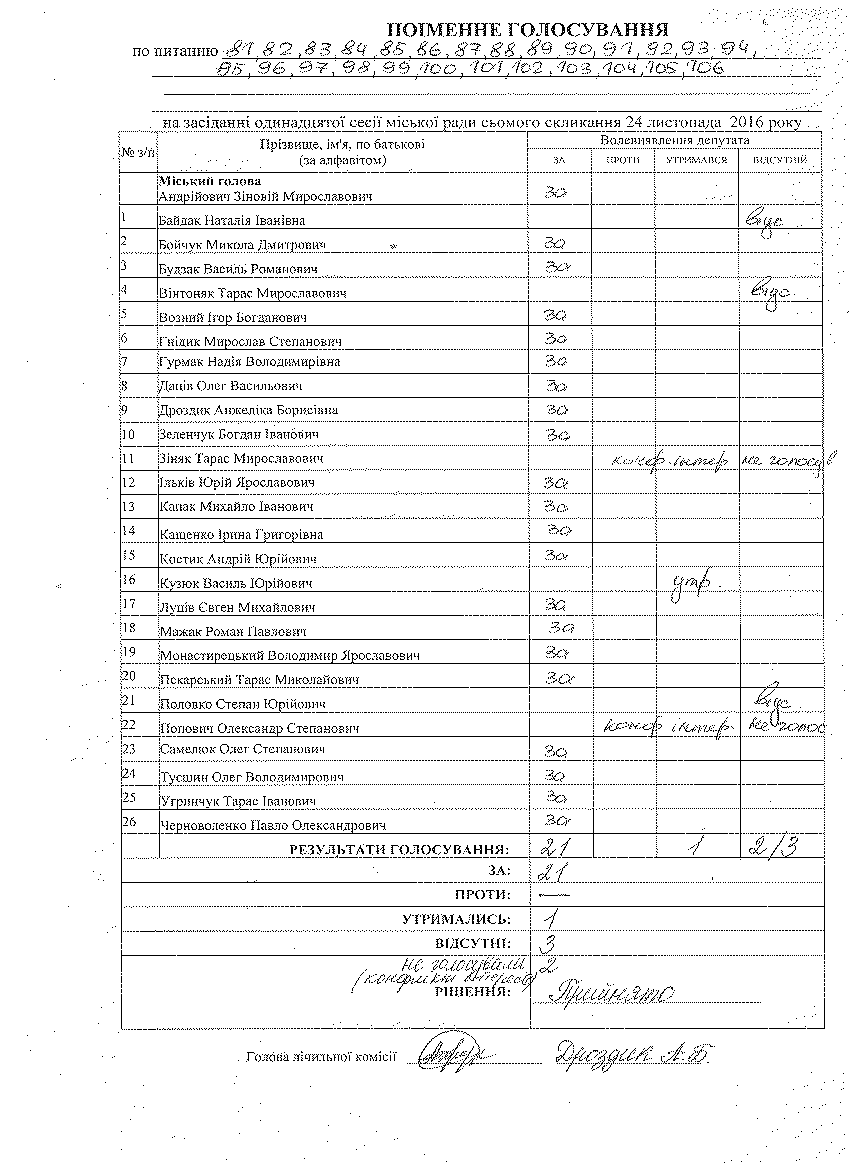 ПОІМЕННЕ ГОЛОСУВАННЯ
по питанню 81,82,83,84,85,86,87,88,89,90,91,92,93,94,
95,96,97,98,99,100,101,102,103,104,105,106
на засіданні одинадцятої сесії міської ради сьомого скликання 24 листопада 2016 року
№ з/п Прізвище, ім'я, по батькові (за алфавітом) Волевиявлення депутата
ЗА ПРОТИ УТРИМАВСЯ ВІДСУТНІЙ
Міський голова
Андрійович Зіновій Мирославович за
1 Байдак Наталія Іванівна відс
2 Бойчук Микола Дмитрович за
3 Будзак Василь Романович за
4 Вінтоняк Тарас Мирославович відс.
5 Возний Ігор Богданович за
6 Гнідик Мирослав Степанович за
7 Гурмак Надія Володимирівна за
8 Даців Олег Васильович за
9 Дроздик Анжеліка Борисівна за
10 Зеленчук Богдан Іванович за
11 Зіняк Тарас Мирославович конфр. інтер не голосув
12 Ільків Юрій Ярославович за
13 Капак Михайло Іванович за
14 Кащенко Ірина Григорівна за
15 Костик Андрій Юрійович за
16 Кузюк Василь Юрійович утр.
17 Луців Євген Михайлович за
18 Мажак Роман Павлович за
19 Монастирецький Володимир Ярославович за
20 Пекарський Тарас Миколайович за
21 Половко Степан Юрійович відс.
22 Попович Олександр Степанович конфр інтер. не голос
23 Самелюк Олег Степанович за
24 Тусшин Олег Володимирович за
25 Угринчук Тарас Іванович за
26 Черноволенко Павло Олександрович за
РЕЗУЛЬТАТИ ГОЛОСУВАННЯ: 21 1 2/3
ЗА: 21
ПРОТИ: —
УТРИМАЛИСЬ: 1
ВІДСУТНІ: 3
не голосували 2
(конфлікт інтересів)
РІШЕННЯ: Прийнято
Голова лічильної комісії Дроздик А.Б.